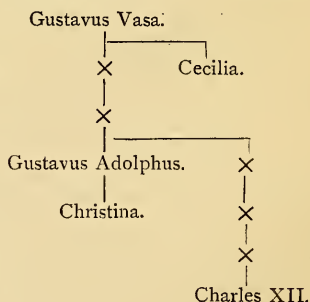 Gustavus Vasa.
× Cecilia.
×
Gustavus Adolphus. ×
Christina. ×
×
Charles XII.